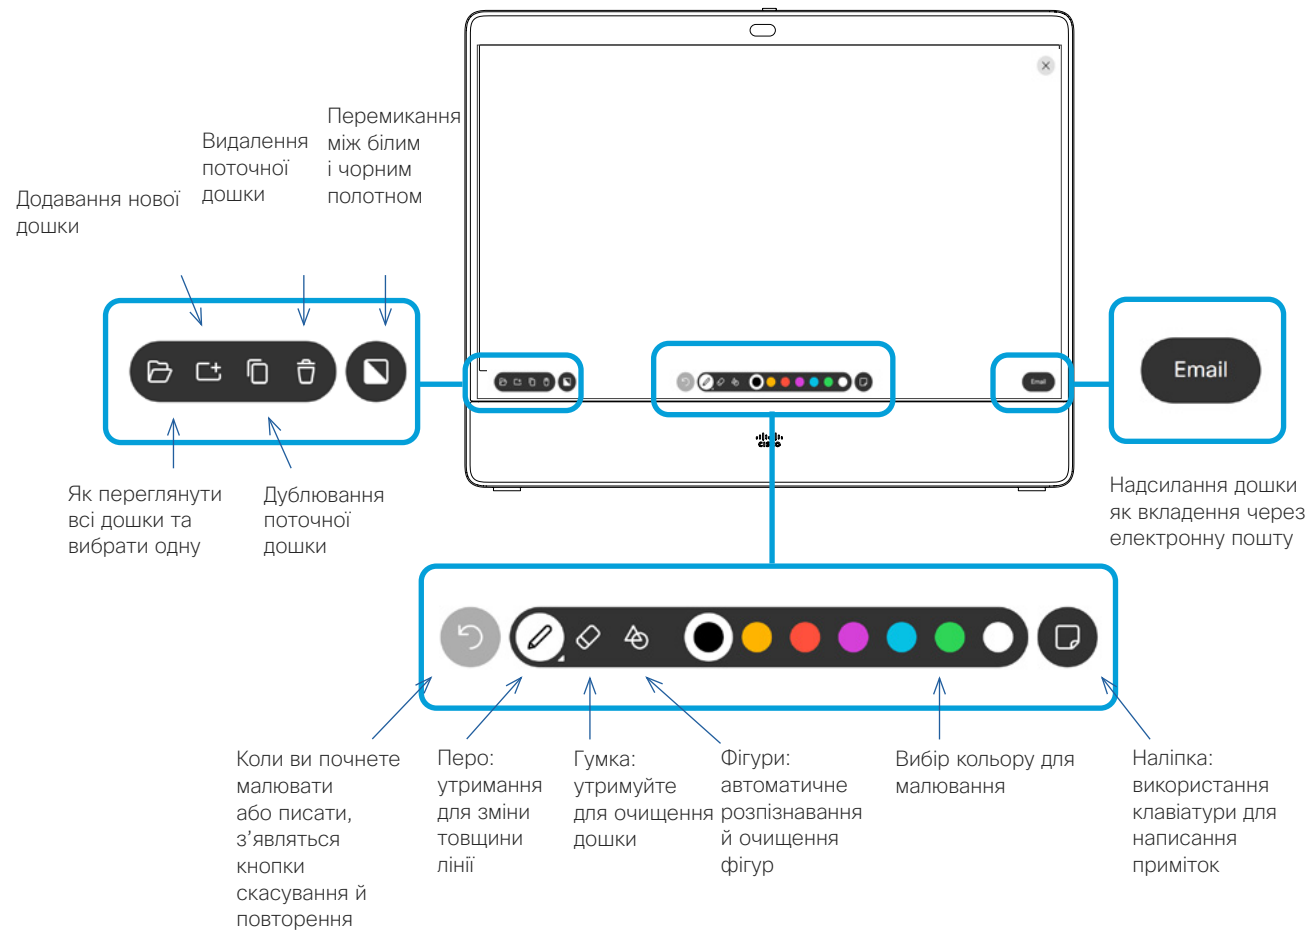 Перемикання
між білим
і чорним
полотном
Видалення
поточної
дошки
Додавання нової
дошки
Email
Email
CISCO
Як переглянути
всі дошки та
вибрати одну
Дублювання
поточної
дошки
Надсилання дошки
як вкладення через
електронну пошту
Коли ви почнете
малювати
або писати,
з’являться
кнопки
скасування й
повторення
Перо:
утримання
для зміни
товщини
лінії
Гумка:
утримуйте
для очищення
дошки
Фігури:
автоматичне
розпізнавання
й очищення
фігур
Вибір кольору для
малювання
Наліпка:
використання
клавіатури для
написання
приміток